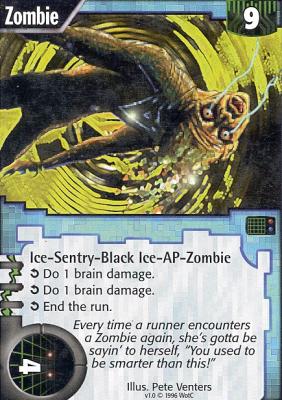 Zombie
9
Ice-Sentry-Black Ice-AP-Zombie
Do 1 brain damage.
Do 1 brain damage.
End the run.
Every time a runner encounters
a Zombie again, she's gotta be
sayin' to herself, "You used to
be smarter than this!"
4
Illus. Pete Venters
v1.0 © 1996 WotC